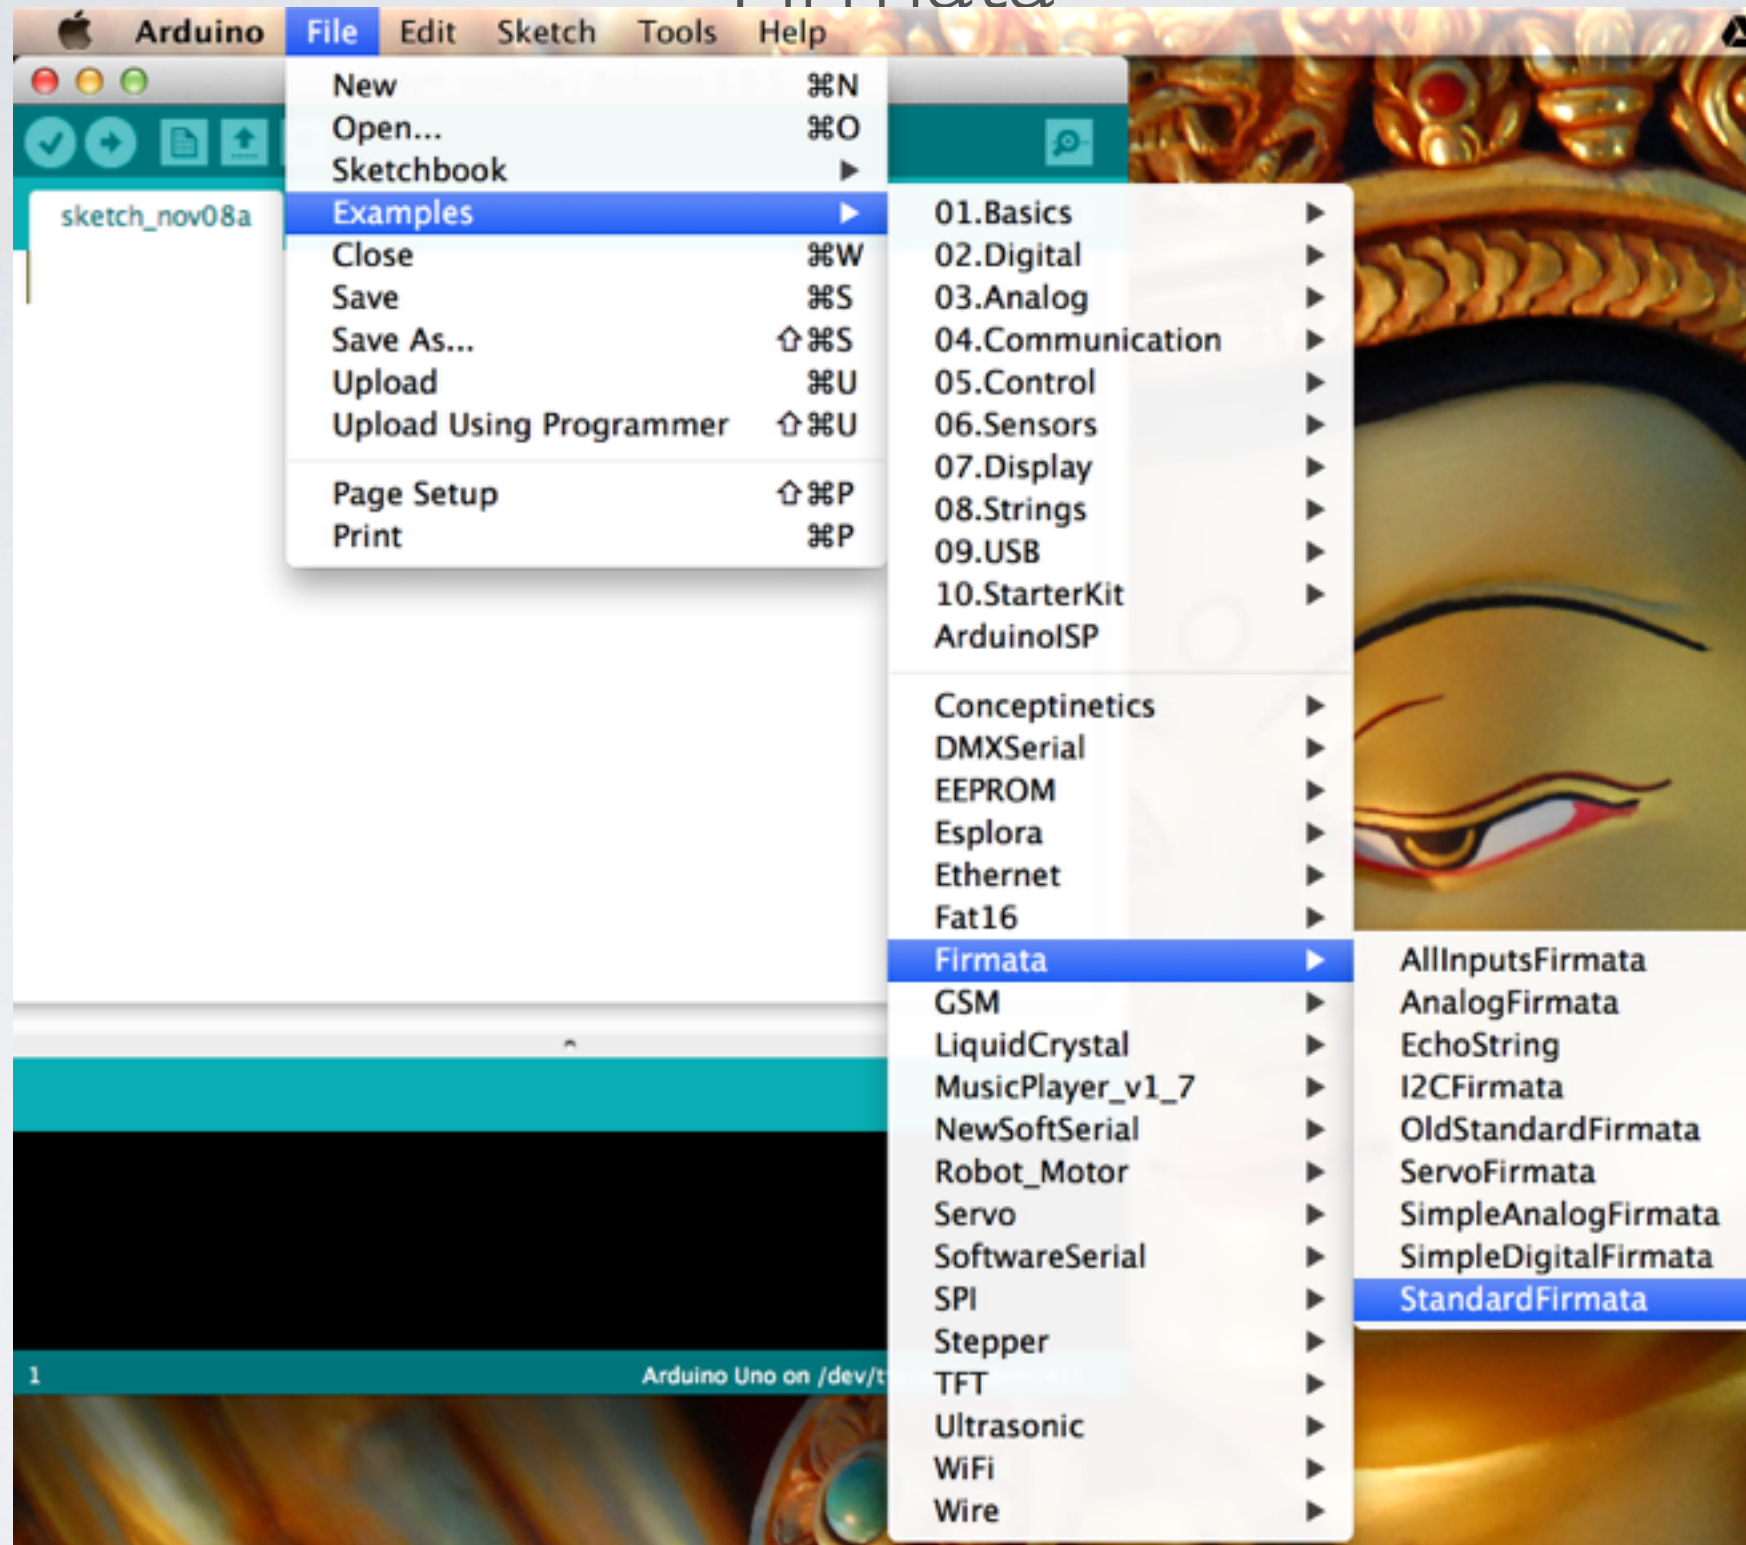 Firmata
Arduino File Edit Sketch Tools Help
New ⌘N
Open... ⌘O
Sketchbook ▶
Examples ▶
Close ⌘W
Save ⌘S
Save As... ⇧⌘S
Upload ⌘U
Upload Using Programmer ⇧⌘U
Page Setup ⇧⌘P
Print ⌘P
sketch_nov08a
01.Basics ▶
02.Digital ▶
03.Analog ▶
04.Communication ▶
05.Control ▶
06.Sensors ▶
07.Display ▶
08.Strings ▶
09.USB ▶
10.StarterKit ▶
ArduinoISP
Conceptinetics ▶
DMXSerial ▶
EEPROM ▶
Esplora ▶
Ethernet ▶
Fat16 ▶
Firmata ▶
GSM ▶
LiquidCrystal ▶
MusicPlayer_v1_7 ▶
NewSoftSerial ▶
Robot_Motor ▶
Servo ▶
SoftwareSerial ▶
SPI ▶
Stepper ▶
TFT ▶
Ultrasonic ▶
WiFi ▶
Wire ▶
AllInputsFirmata
AnalogFirmata
EchoString
I2CFirmata
OldStandardFirmata
ServoFirmata
SimpleAnalogFirmata
SimpleDigitalFirmata
StandardFirmata
1
Arduino Uno on /dev/t